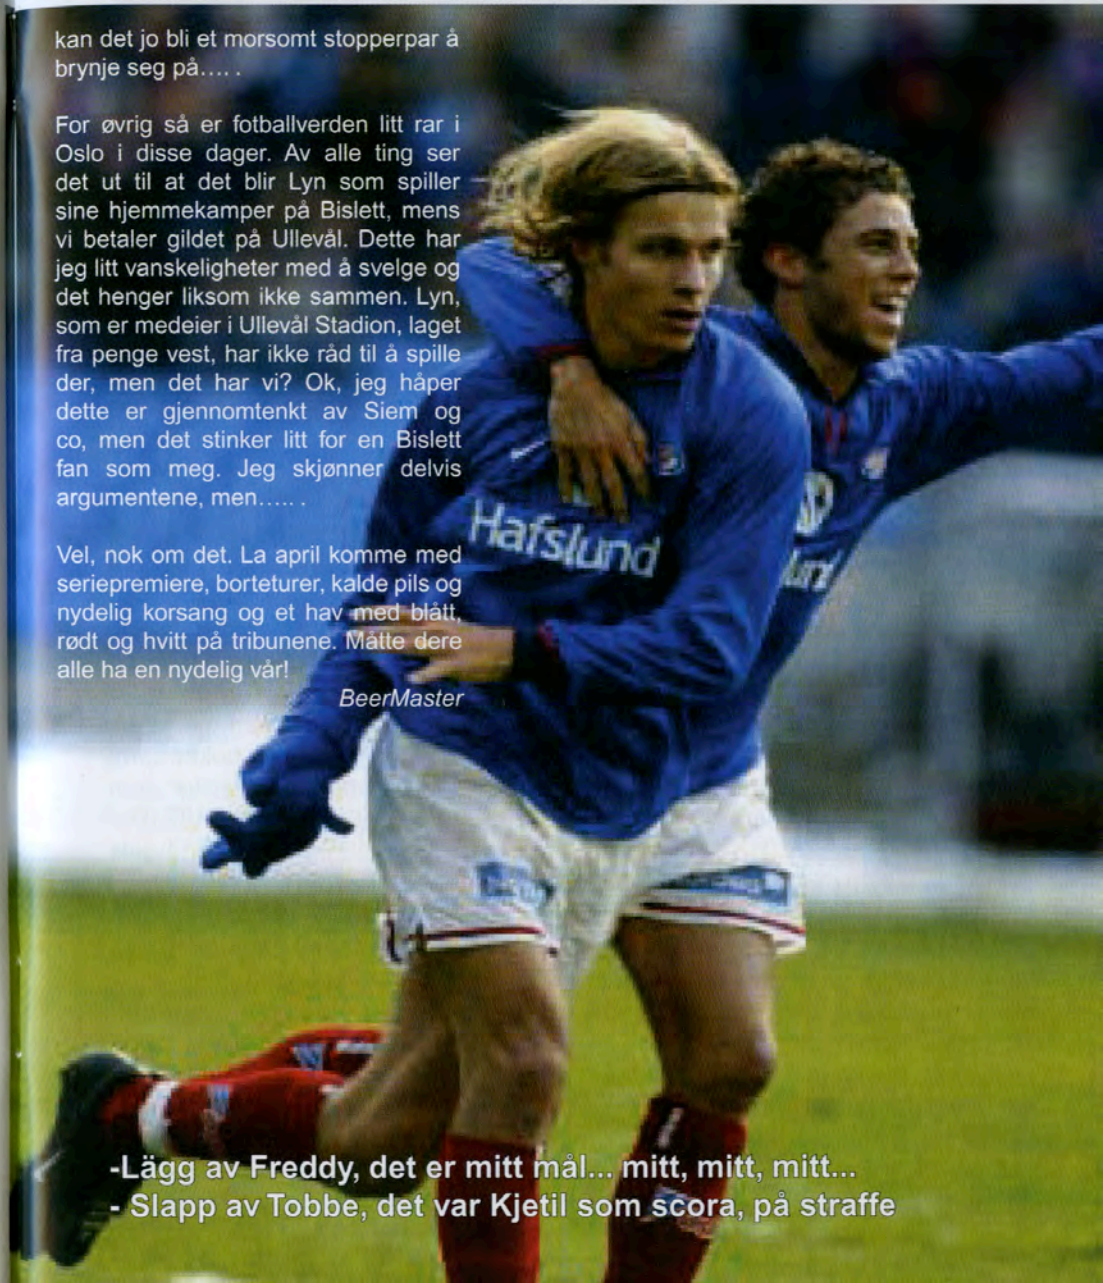 kan det jo bli et morsomt stopperpar å
brynje seg på.... .
For øvrig så er fotballverden litt rar i
Oslo i disse dager. Av alle ting ser
det ut til at det blir Lyn som spiller
sine hjemmekamper på Bislett, mens
vi betaler gildet på Ullevål. Dette har
jeg litt vanskeligheter med å svelge og
det henger liksom ikke sammen. Lyn,
som er medeier i Ullevål Stadion, laget
fra penge vest, har ikke råd til å spille
der, men det har vi? Ok, jeg håper
dette er gjennomtenkt av Siem og
co, men det stinker litt for en Bislett
fan som meg. Jeg skjønner delvis
argumentene, men..... .
Vel, nok om det. La april komme med
seriepremiere, borteturer, kalde pils og
nydelig korsang og et hav med blått,
rødt og hvitt på tribunene. Måtte dere
alle ha en nydelig vår!
BeerMaster
Hafslund
-Lägg av Freddy, det er mitt mål... mitt, mitt, mitt...
- Slapp av Tobbe, det var Kjetil som scora, på straffe